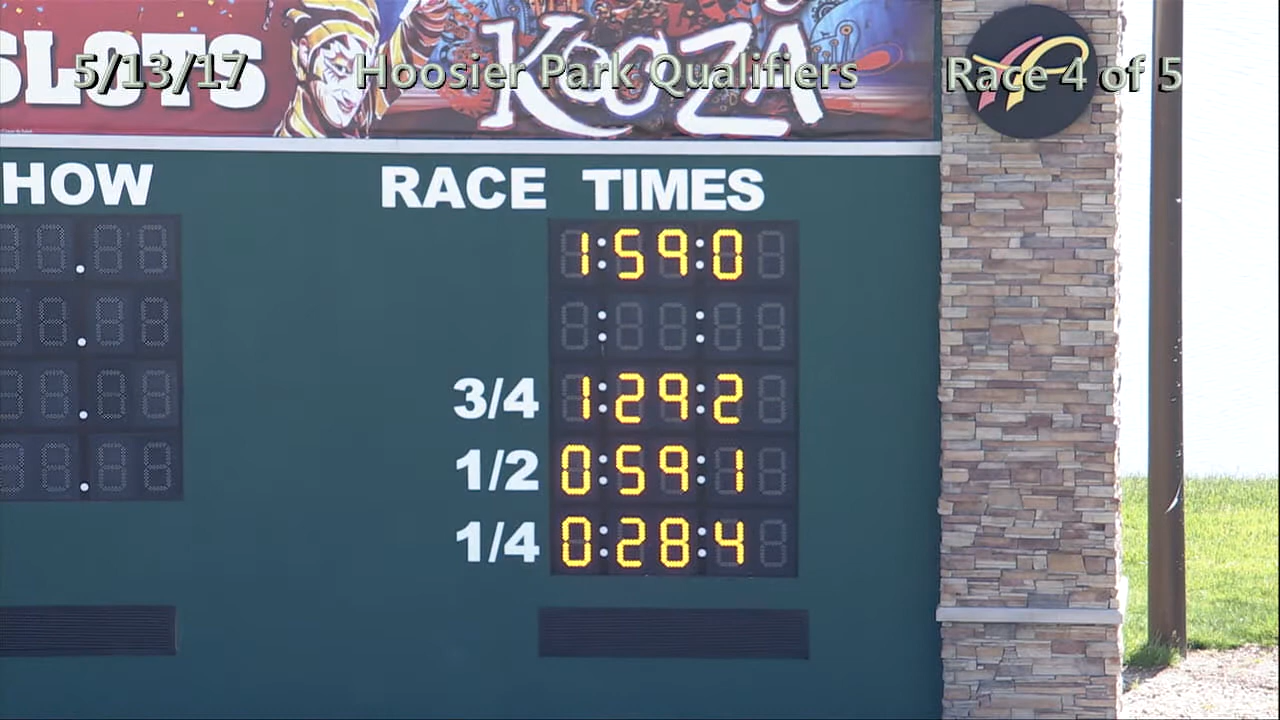 SLOTS
KOOZA
5/13/17 Hoosier Park Qualifiers Race 4 of 5
HOW RACE TIMES
1:59:0
3/4 1:29:2
1/2 0:59:1
1/4 0:28:4